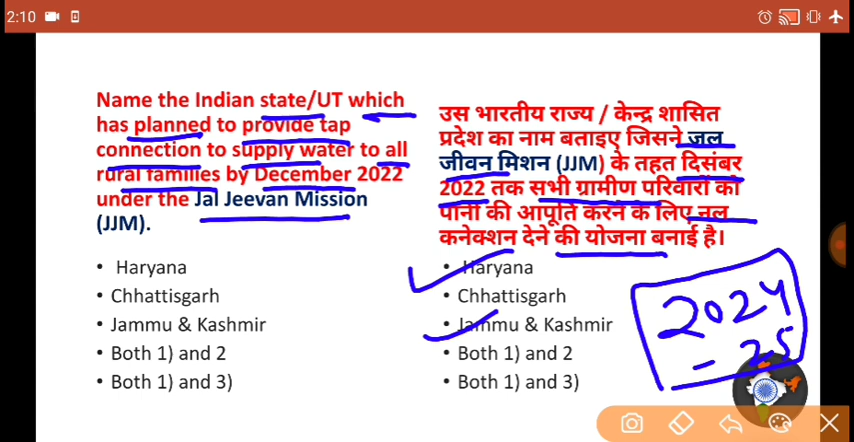 2:10
Name the Indian state/UT which
has planned to provide tap
connection to supply water to all
rural families by December 2022
under the Jal Jeevan Mission
(JJM).
• Haryana
• Chhattisgarh
• Jammu & Kashmir
• Both 1) and 2
• Both 1) and 3)
उस भारतीय राज्य / केन्द्र शासित
प्रदेश का नाम बताइए जिसने जल
जीवन मिशन (JJM) के तहत दिसंबर
2022 तक सभी ग्रामीण परिवारों को
पानी की आपूर्ति करने के लिए नल
कनेक्शन देने की योजना बनाई है।
• Haryana
• Chhattisgarh
• Jammu & Kashmir
• Both 1) and 2
• Both 1) and 3)
2024
- 25